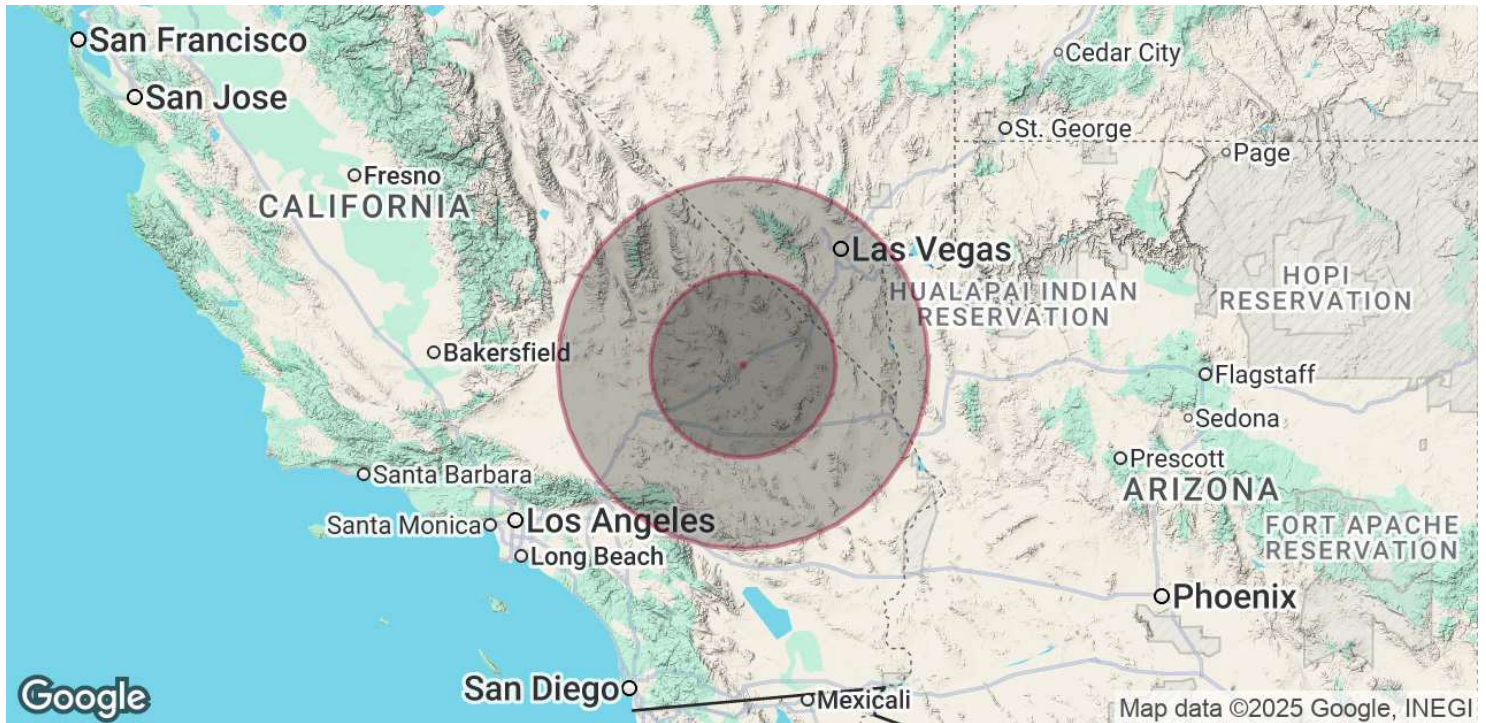 San Francisco
Cedar City
San Jose
St. George
Page
Fresno
CALIFORNIA
Las Vegas
HUALAPAI INDIAN
RESERVATION
HOPI
RESERVATION
Bakersfield
Flagstaff
Sedona
Santa Barbara
Prescott
ARIZONA
Santa Monica
Los Angeles
Long Beach
FORT APACHE
RESERVATION
Phoenix
San Diego
Mexicali
Google
Map data ©2025 Google, INEGI